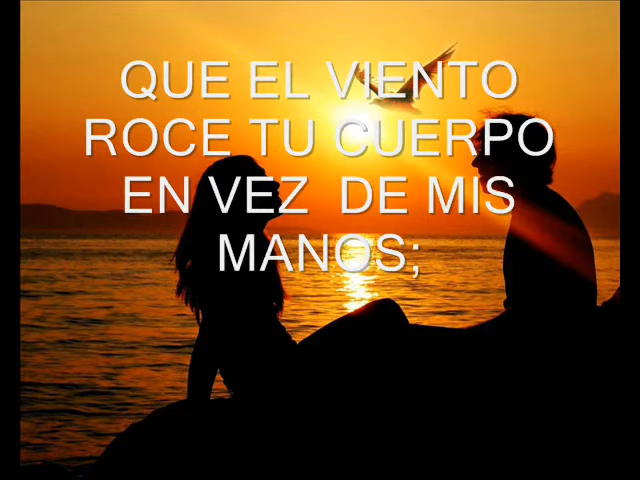 QUE EL VIENTO
ROCE TU CUERPO
EN VEZ  DE MIS
MANOS;